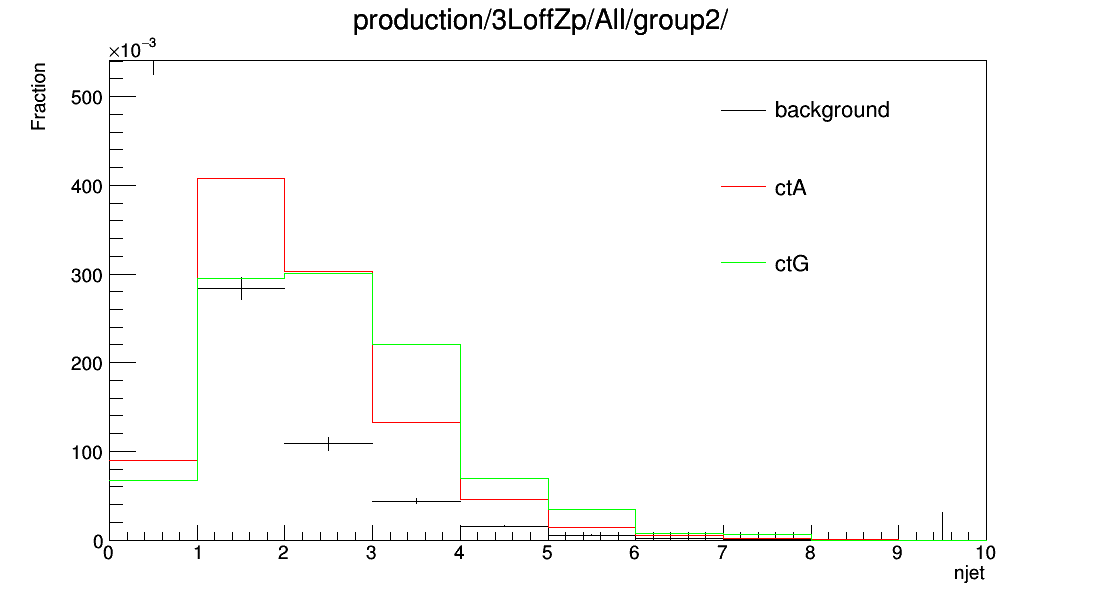 production/3LoffZp/All/group2/
×10⁻³
Fraction
500
400
300
200
100
0
background
ctA
ctG
0 1 2 3 4 5 6 7 8 9 10
njet